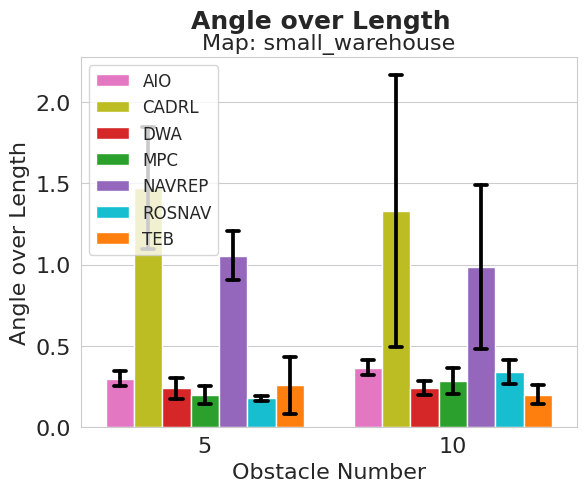 Angle over Length
Map: small_warehouse
Angle over Length
2.0
1.5
1.0
0.5
0.0
AIO
CADRL
DWA
MPC
NAVREP
ROSNAV
TEB
5
10
Obstacle Number